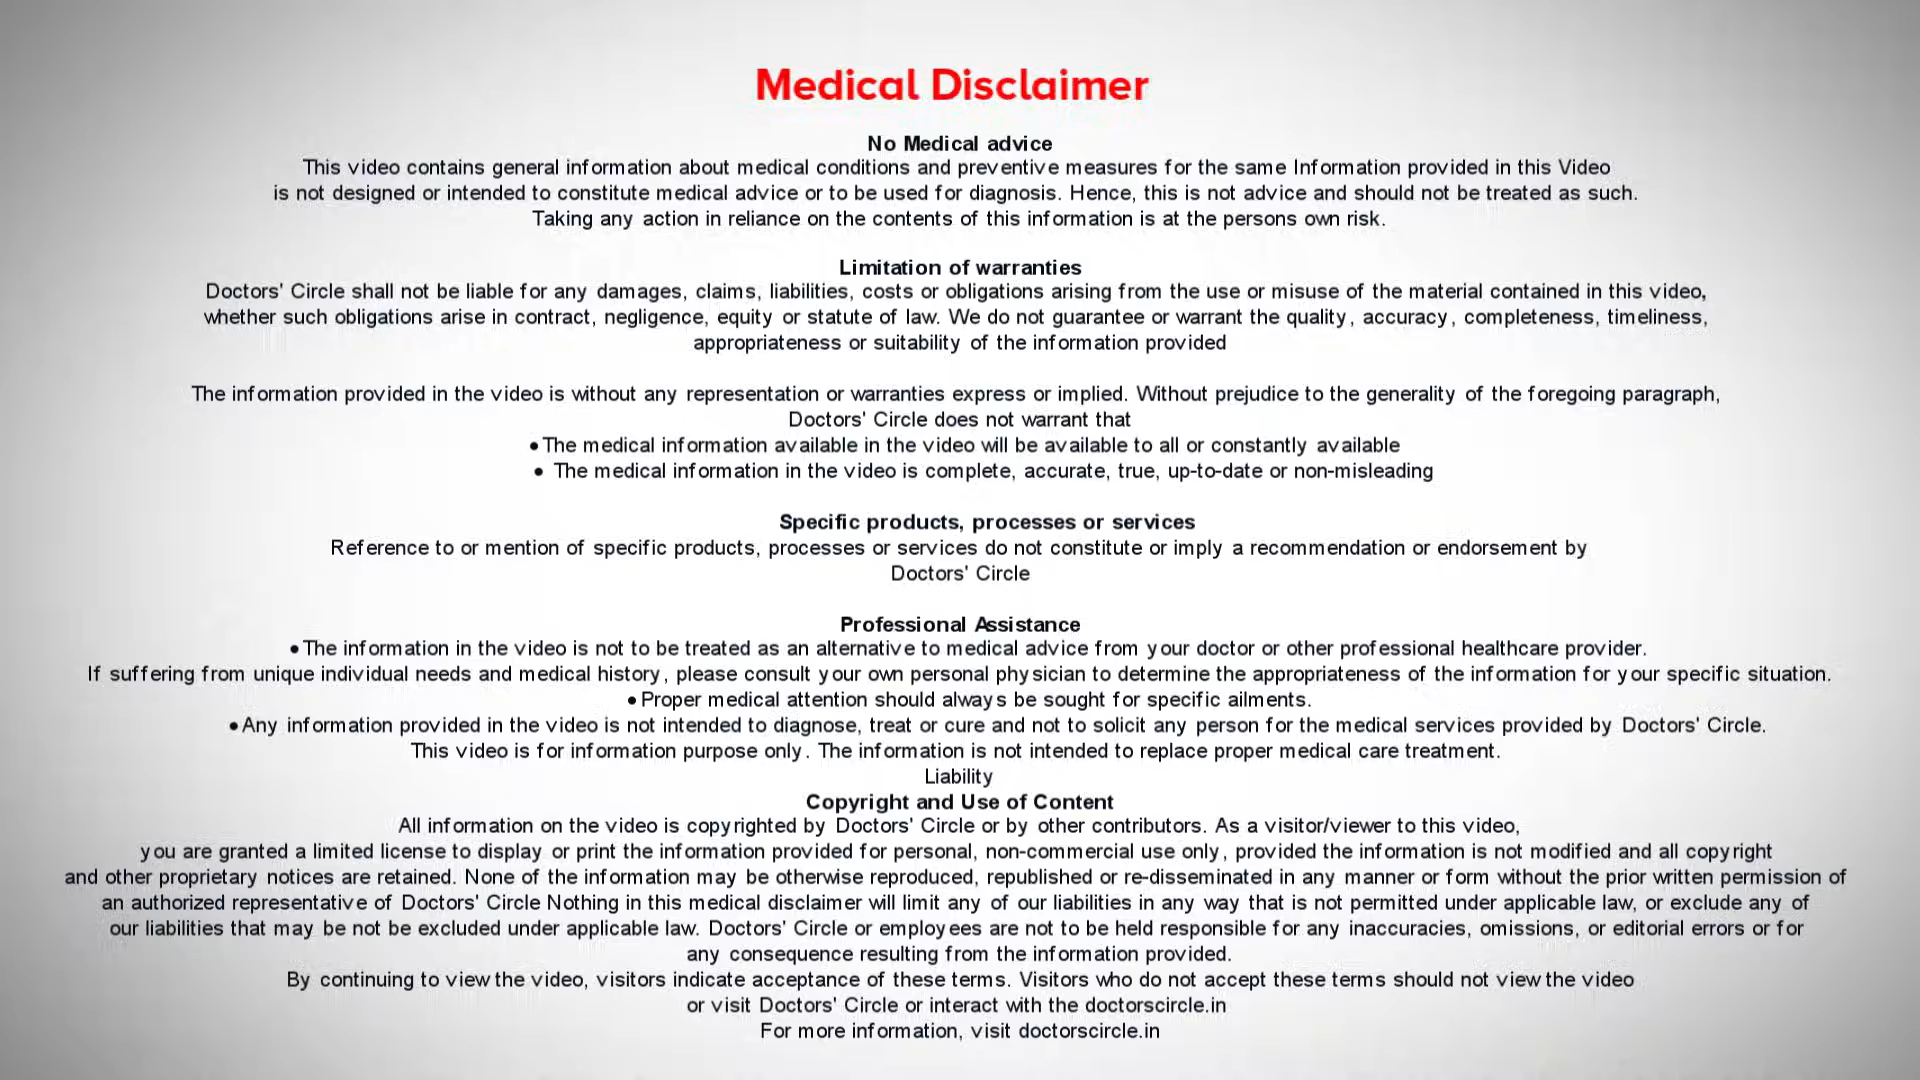 Medical Disclaimer
No Medical advice
This video contains general information about medical conditions and preventive measures for the same Information provided in this Video
is not designed or intended to constitute medical advice or to be used for diagnosis. Hence, this is not advice and should not be treated as such.
Taking any action in reliance on the contents of this information is at the persons own risk.
Limitation of warranties
Doctors' Circle shall not be liable for any damages, claims, liabilities, costs or obligations arising from the use or misuse of the material contained in this video,
whether such obligations arise in contract, negligence, equity or statute of law. We do not guarantee or warrant the quality, accuracy, completeness, timeliness,
appropriateness or suitability of the information provided
The information provided in the video is without any representation or warranties express or implied. Without prejudice to the generality of the foregoing paragraph,
Doctors' Circle does not warrant that
• The medical information available in the video will be available to all or constantly available
• The medical information in the video is complete, accurate, true, up-to-date or non-misleading
Specific products, processes or services
Reference to or mention of specific products, processes or services do not constitute or imply a recommendation or endorsement by
Doctors' Circle
Professional Assistance
• The information in the video is not to be treated as an alternative to medical advice from your doctor or other professional healthcare provider.
If suffering from unique individual needs and medical history, please consult your own personal physician to determine the appropriateness of the information for your specific situation.
• Proper medical attention should always be sought for specific ailments.
• Any information provided in the video is not intended to diagnose, treat or cure and not to solicit any person for the medical services provided by Doctors' Circle.
This video is for information purpose only. The information is not intended to replace proper medical care treatment.
Liability
Copyright and Use of Content
All information on the video is copyrighted by Doctors' Circle or by other contributors. As a visitor/viewer to this video,
you are granted a limited license to display or print the information provided for personal, non-commercial use only, provided the information is not modified and all copyright
and other proprietary notices are retained. None of the information may be otherwise reproduced, republished or re-disseminated in any manner or form without the prior written permission of
an authorized representative of Doctors' Circle Nothing in this medical disclaimer will limit any of our liabilities in any way that is not permitted under applicable law, or exclude any of
our liabilities that may be not be excluded under applicable law. Doctors' Circle or employees are not to be held responsible for any inaccuracies, omissions, or editorial errors or for
any consequence resulting from the information provided.
By continuing to view the video, visitors indicate acceptance of these terms. Visitors who do not accept these terms should not view the video
or visit Doctors' Circle or interact with the doctorscircle.in
For more information, visit doctorscircle.in